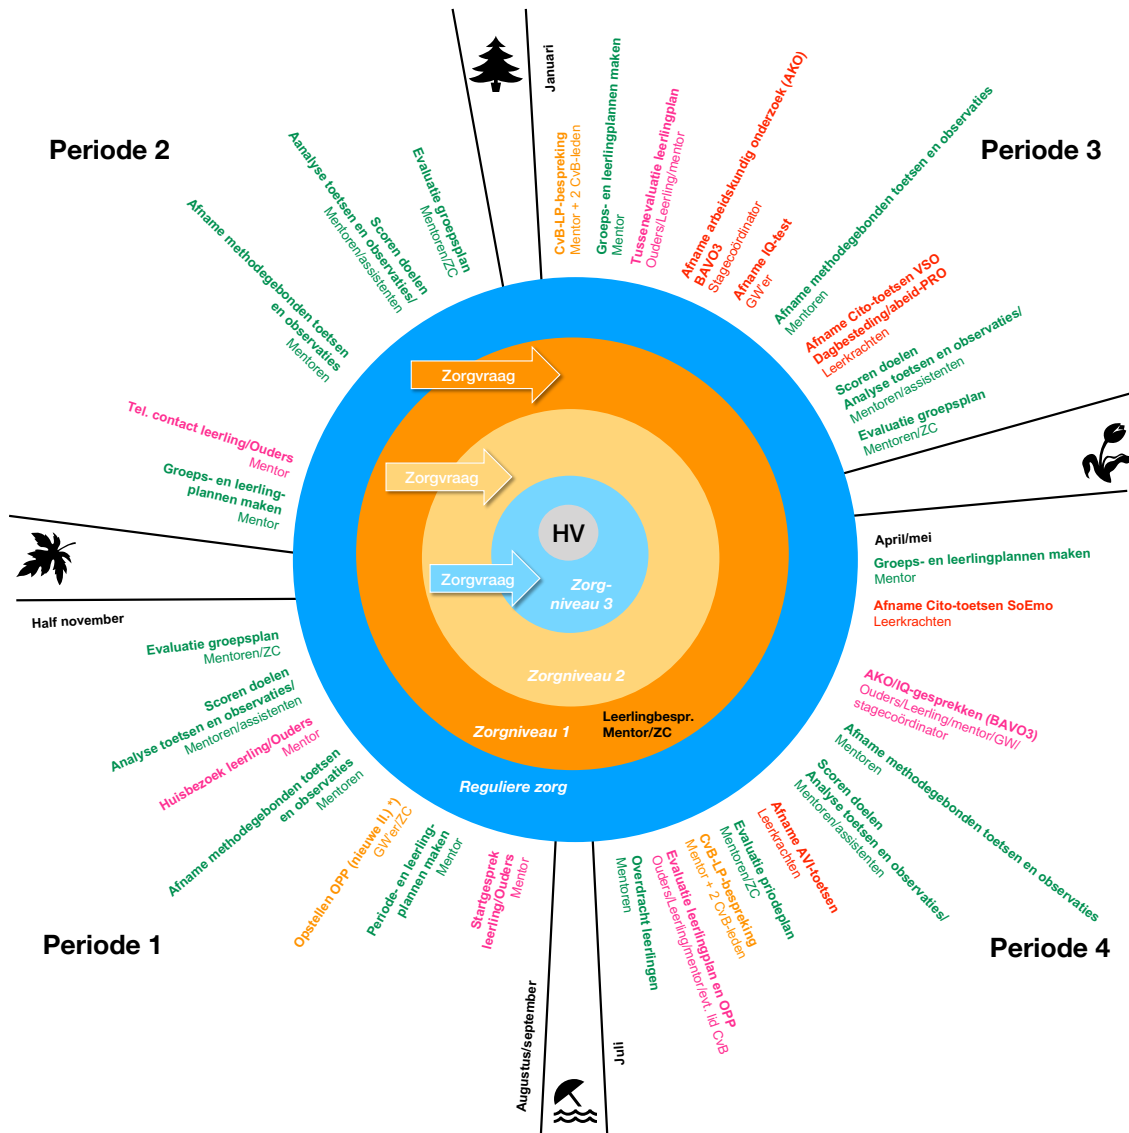 Periode 1
Augustus/september
Startgesprek
leerling/Ouders
Mentor
Periode- en leerling-
plannen maken
Mentor
Opstellen OPP (nieuwe ll.) *)
GW'er/ZC
Afname methodegebonden toetsen
en observaties
Mentoren
Huisbezoek leerling/Ouders
Mentor
Scoren doelen
Analyse toetsen en observaties/
Mentoren/assistenten
Evaluatie groepsplan
Mentoren/ZC
Half november
Periode 2
Groeps- en leerling-
plannen maken
Mentor
Tel. contact leerling/Ouders
Mentor
Afname methodegebonden toetsen
en observaties
Mentoren
Scoren doelen
Aanalyse toetsen en observaties/
Mentoren/assistenten
Evaluatie groepsplan
Mentoren/ZC
Januari
Periode 3
CvB-LP-bespreking
Mentor + 2 CvB-leden
Groeps- en leerlingplannen maken
Mentor
Tussenevaluatie leerlingplan
Ouders/Leerling/mentor
Afname arbeidskundig onderzoek (AKO)
BAVO3
Stagecoördinator
Afname IQ-test
GW'er
Afname methodegebonden toetsen en observaties
Mentoren
Afname Cito-toetsen VSO
Dagbesteding/abeid-PRO
Leerkrachten
Scoren doelen
Analyse toetsen en observaties/
Mentoren/assistenten
Evaluatie groepsplan
Mentoren/ZC
April/mei
Groeps- en leerlingplannen maken
Mentor
Afname Cito-toetsen SoEmo
Leerkrachten
AKO/IQ-gesprekken (BAVO3)
Ouders/Leerling/mentor/GW/
stagecoördinator
Afname methodegebonden toetsen en observaties
Mentoren
Scoren doelen
Analyse toetsen en observaties/
Mentoren/assistenten
Afname AVI-toetsen
Leerkrachten
Evaluatie priodeplan
Mentoren/ZC
CvB-LP-bespreking
Mentor + 2 CvB-leden
Evaluatie leerlingplan en OPP
Ouders/Leerling/mentor/evt. lid CvB
Overdracht leerlingen
Mentoren
Periode 4
Juli
Zorgvraag
Zorgvraag
HV
Zorgvraag
Zorg-
niveau 3
Zorgniveau 2
Leerlingbespr.
Mentor/ZC
Zorgniveau 1
Reguliere zorg